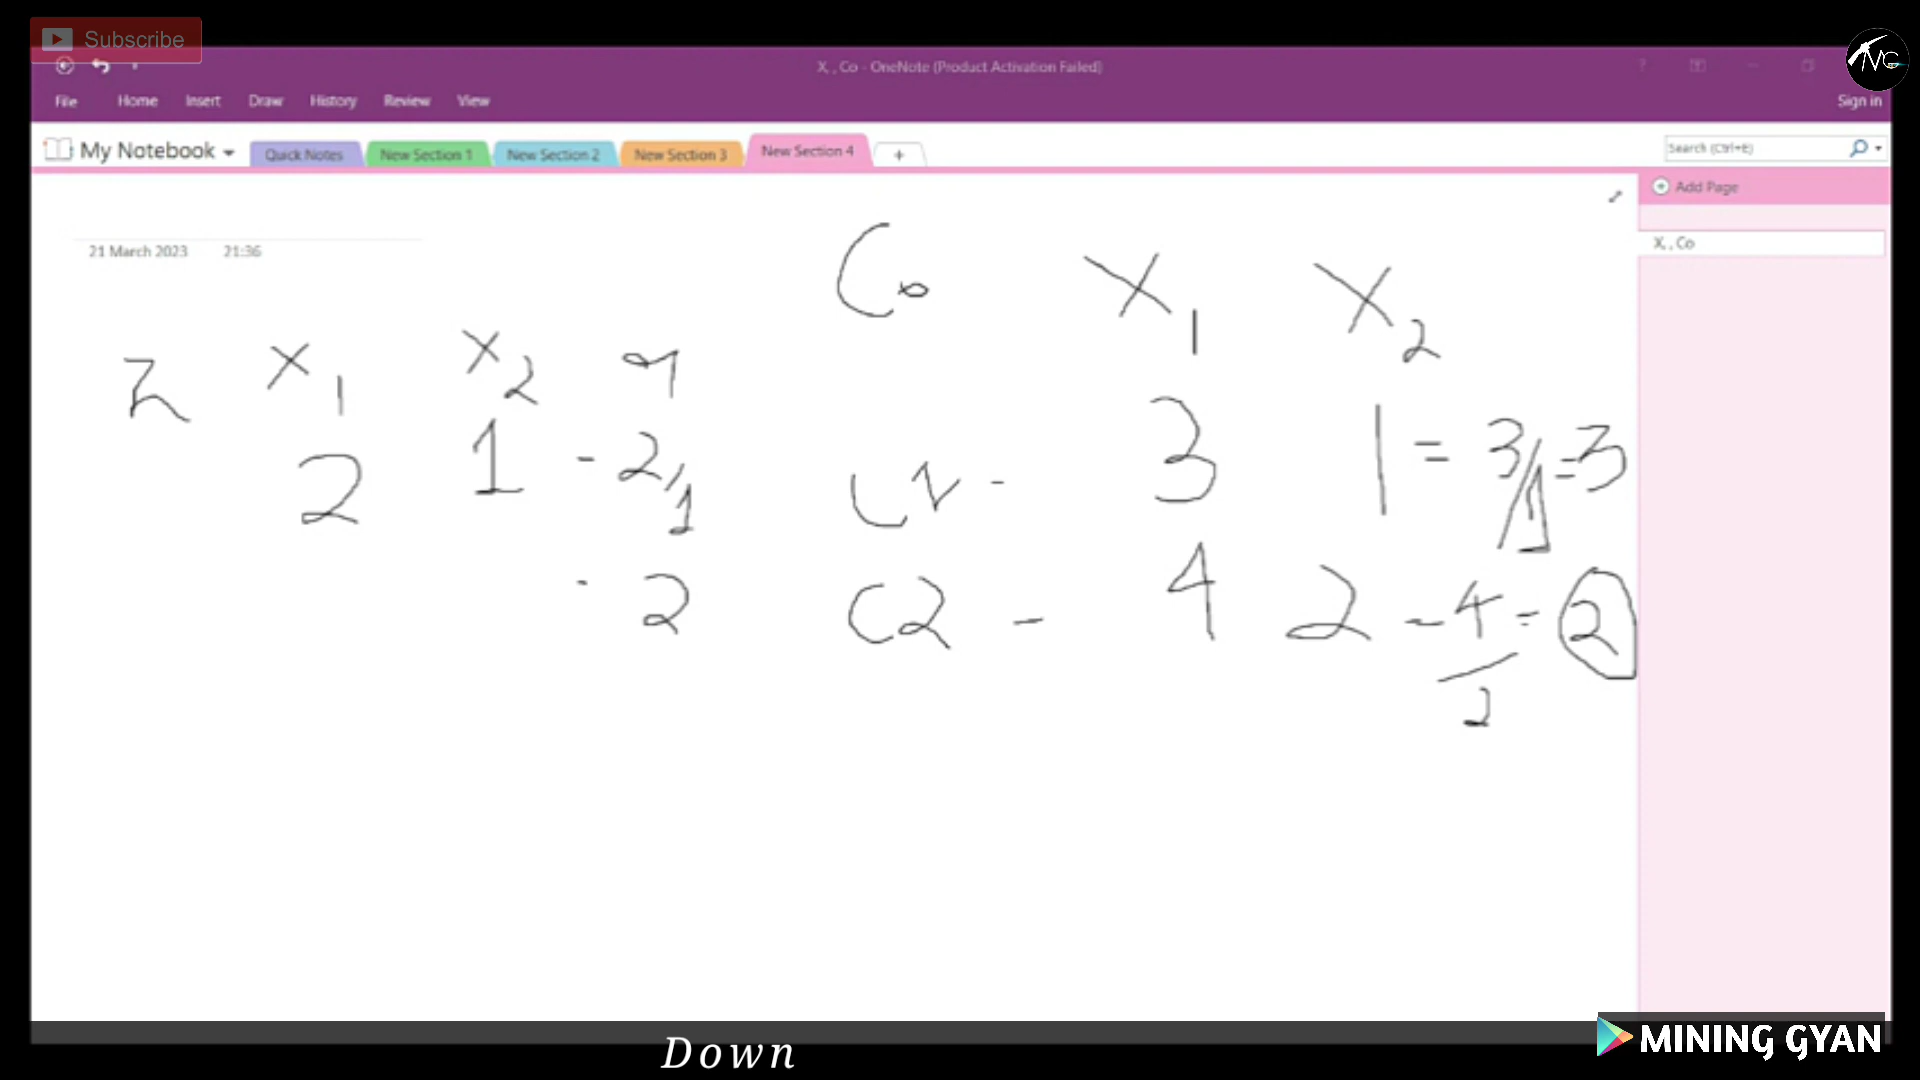 Subscribe
X, , Co - OneNote (Product Activation Failed)
File Home Insert Draw History Review View
Sign in
My Notebook
Quick Notes New Section 1 New Section 2 New Section 3 New Section 4 +
Search (Ctrl+E)
Add Page
X, , Co
21 March 2023 21:36
Co X1 X2
Z X1 X2
2 1 - 2/1
3 1 = 3/1 = 3
2
C2 - 4 2 - 4/2 = 2
Down
MINING GYAN